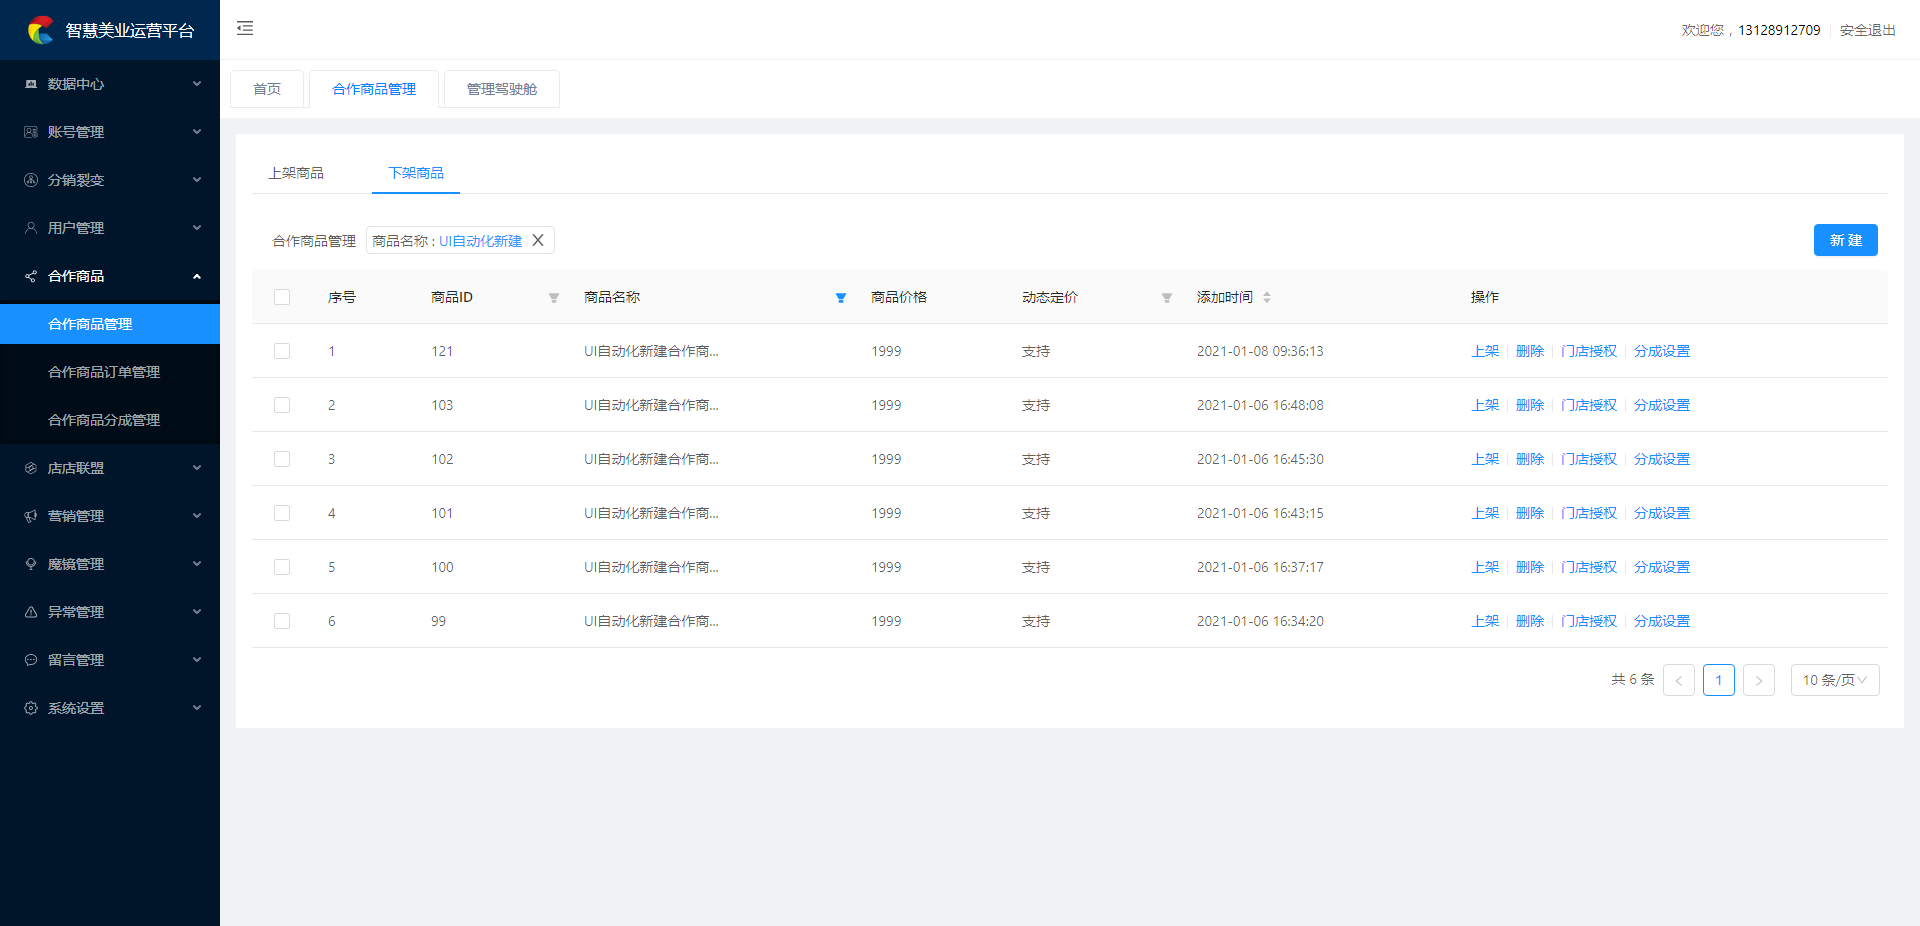 智慧美业运营平台
欢迎您，13128912709 安全退出
数据中心
账号管理
分销裂变
用户管理
合作商品
合作商品管理
合作商品订单管理
合作商品分成管理
店店联盟
营销管理
魔镜管理
异常管理
留言管理
系统设置
首页 合作商品管理 管理驾驶舱
上架商品 下架商品
合作商品管理 商品名称 : UI自动化新建 X 新 建
序号 商品ID 商品名称 商品价格 动态定价 添加时间 操作
1 121 UI自动化新建合作商... 1999 支持 2021-01-08 09:36:13 上架 删除 门店授权 分成设置
2 103 UI自动化新建合作商... 1999 支持 2021-01-06 16:48:08 上架 删除 门店授权 分成设置
3 102 UI自动化新建合作商... 1999 支持 2021-01-06 16:45:30 上架 删除 门店授权 分成设置
4 101 UI自动化新建合作商... 1999 支持 2021-01-06 16:43:15 上架 删除 门店授权 分成设置
5 100 UI自动化新建合作商... 1999 支持 2021-01-06 16:37:17 上架 删除 门店授权 分成设置
6 99 UI自动化新建合作商... 1999 支持 2021-01-06 16:34:20 上架 删除 门店授权 分成设置
共 6 条 < 1 > 10 条/页